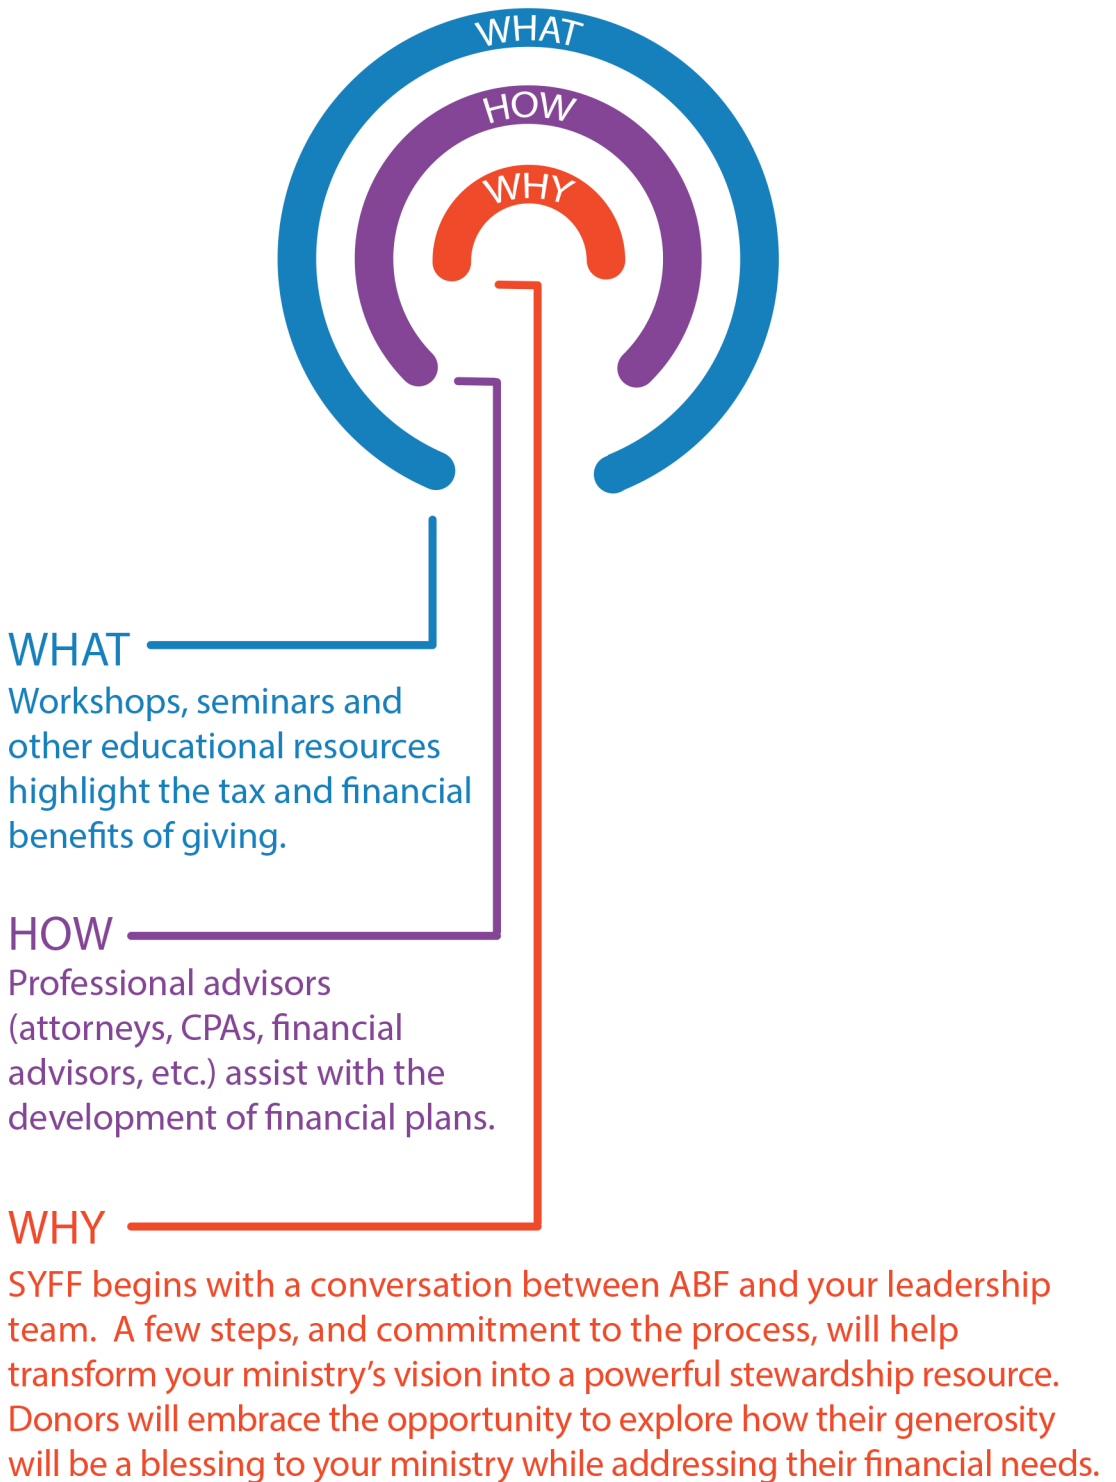 WHAT
HOW
WHY
WHAT
Workshops, seminars and
other educational resources
highlight the tax and financial
benefits of giving.
HOW
Professional advisors
(attorneys, CPAs, financial
advisors, etc.) assist with the
development of financial plans.
WHY
SYFF begins with a conversation between ABF and your leadership
team.  A few steps, and commitment to the process, will help
transform your ministry’s vision into a powerful stewardship resource.
Donors will embrace the opportunity to explore how their generosity
will be a blessing to your ministry while addressing their financial needs.